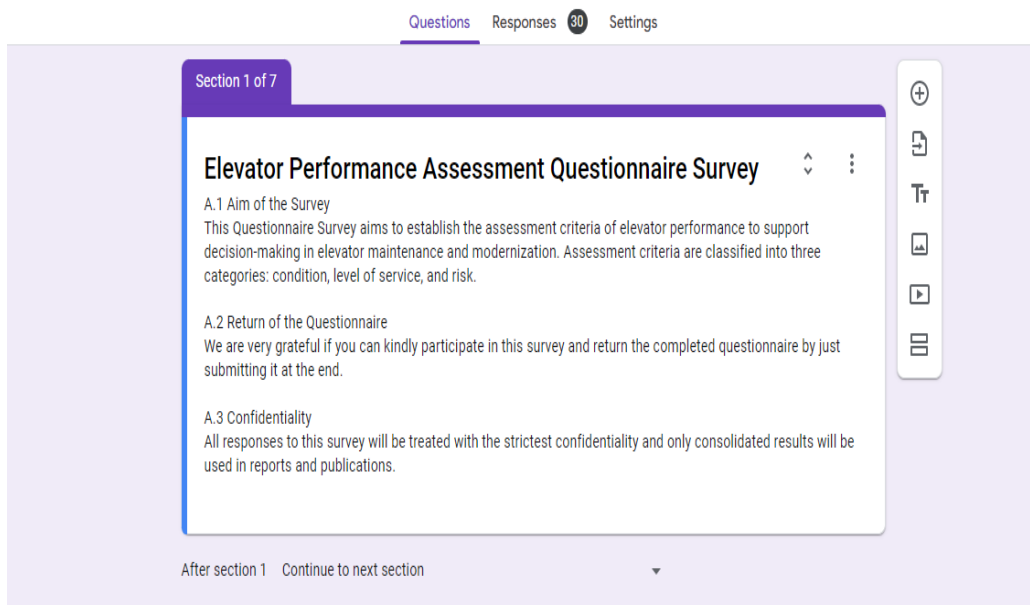 Questions Responses 30 Settings
Section 1 of 7
Elevator Performance Assessment Questionnaire Survey
A.1 Aim of the Survey
This Questionnaire Survey aims to establish the assessment criteria of elevator performance to support
decision-making in elevator maintenance and modernization. Assessment criteria are classified into three
categories: condition, level of service, and risk.
A.2 Return of the Questionnaire
We are very grateful if you can kindly participate in this survey and return the completed questionnaire by just
submitting it at the end.
A.3 Confidentiality
All responses to this survey will be treated with the strictest confidentiality and only consolidated results will be
used in reports and publications.
After section 1 Continue to next section
Tr